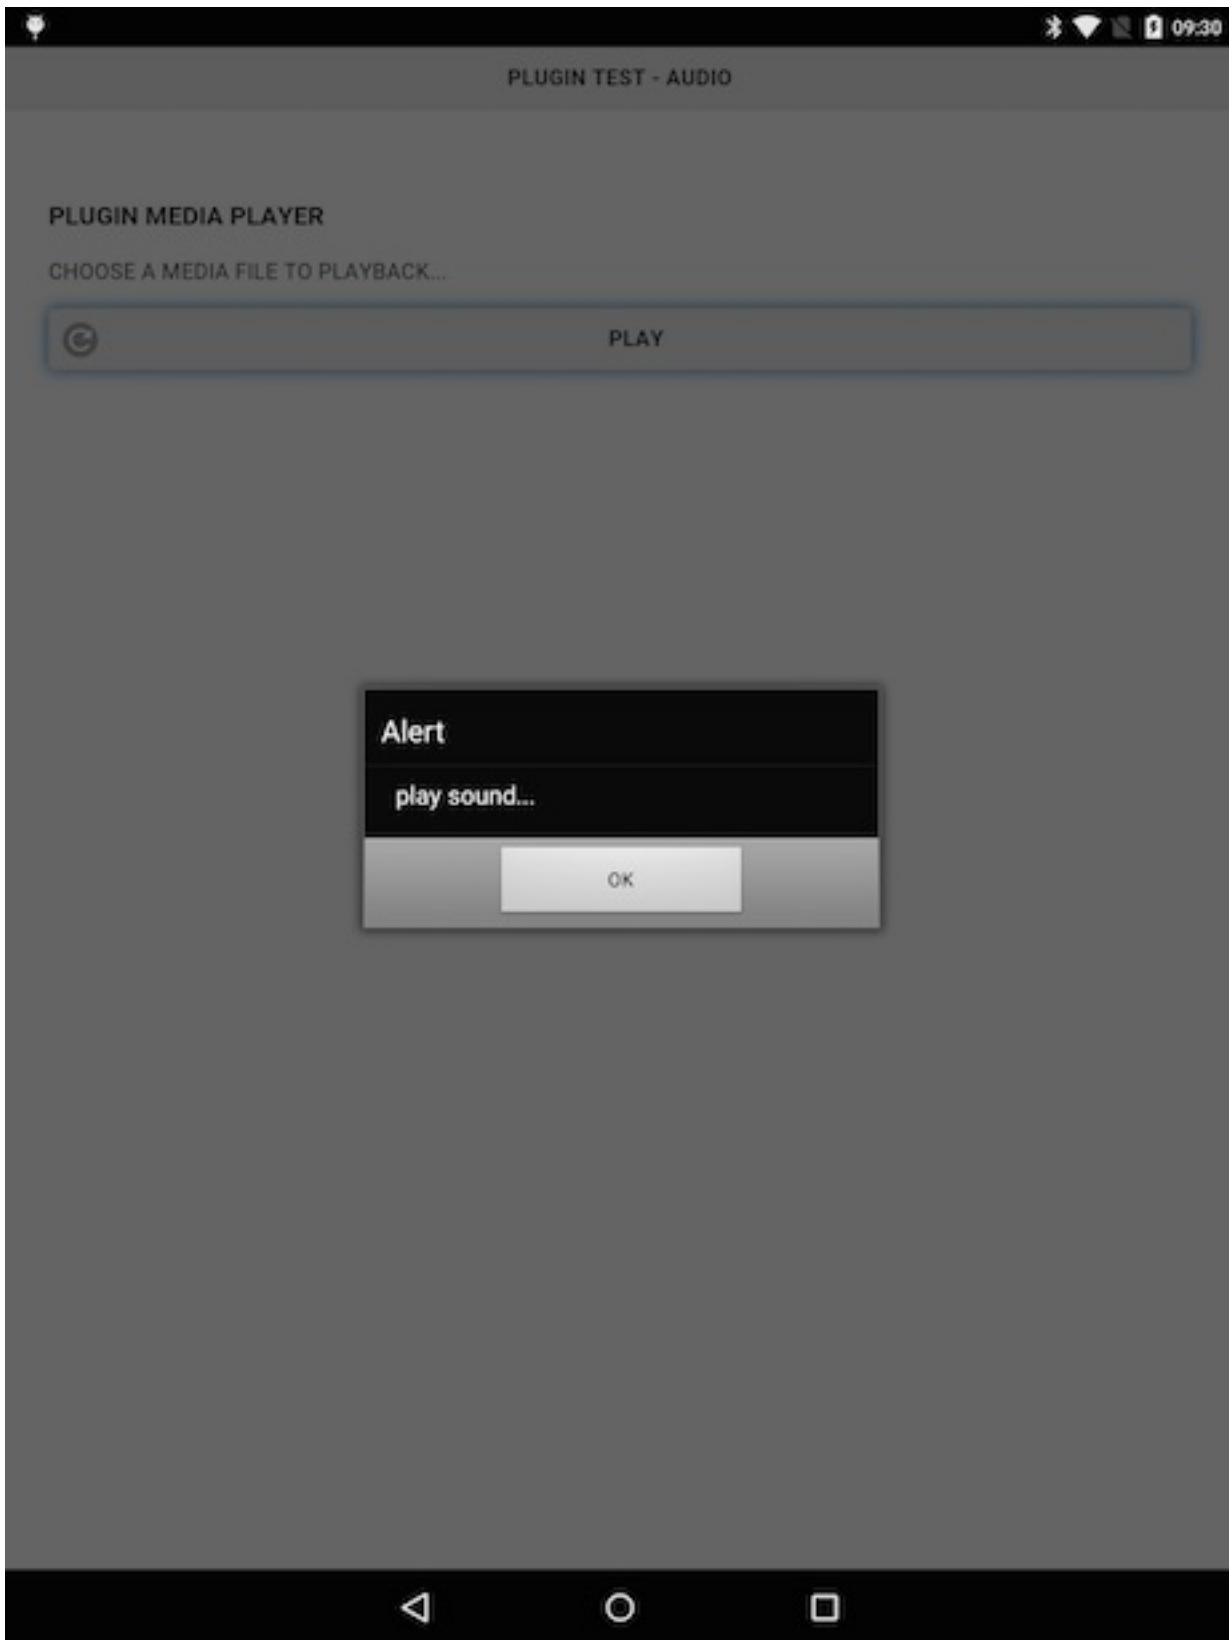 09:30
PLUGIN TEST - AUDIO
PLUGIN MEDIA PLAYER
CHOOSE A MEDIA FILE TO PLAYBACK...
PLAY
Alert
play sound...
OK